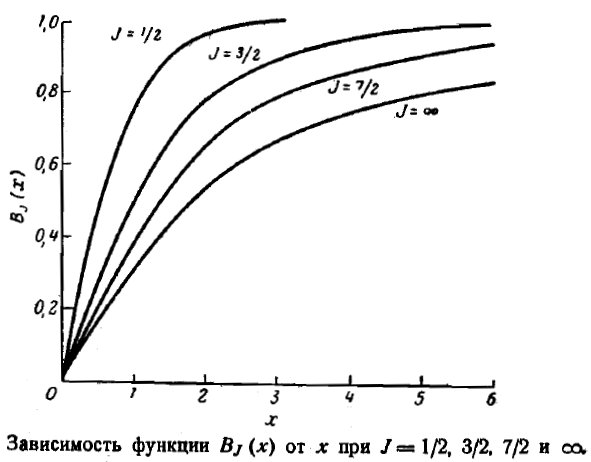 1,0
J = 1/2
J = 3/2
0,8
J = 7/2
J = ∞
0,6
B_J (x)
0,4
0,2
0
1
2
3
4
5
6
x
Зависимость функции B_J (x) от x при J = 1/2, 3/2, 7/2 и ∞.